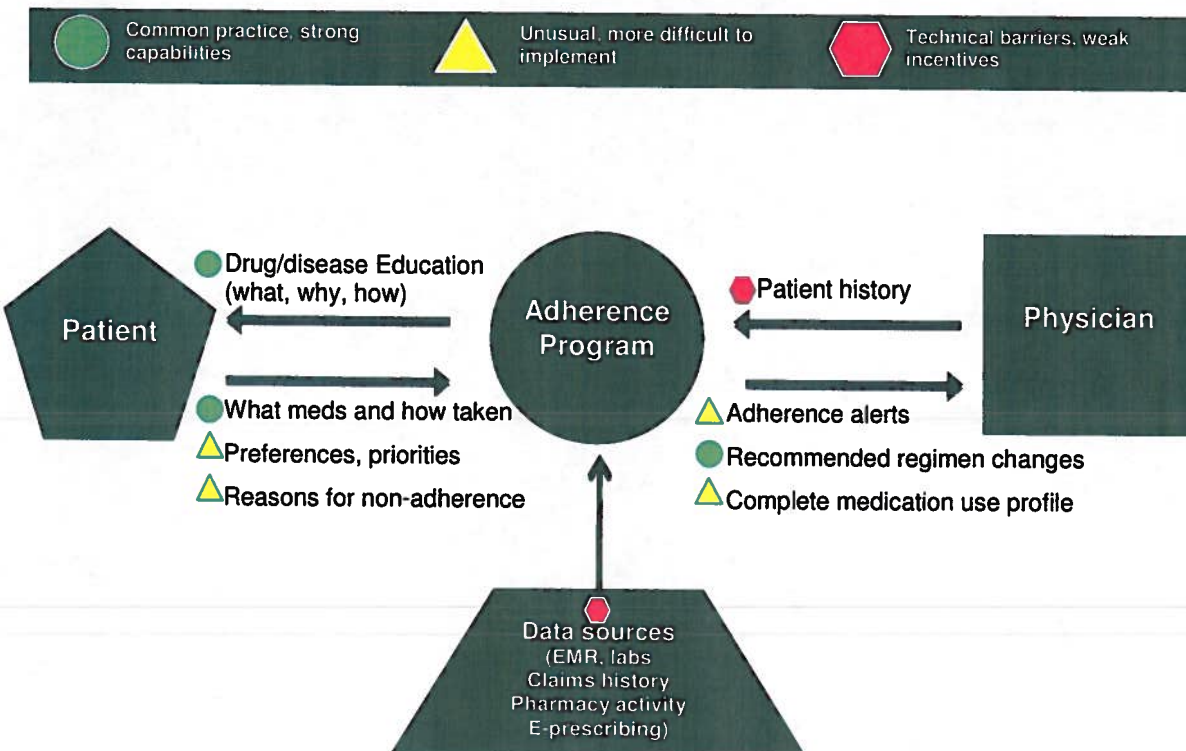 Common practice, strong
capabilities
Unusual, more difficult to
implement
Technical barriers, weak
incentives
Patient
Drug/disease Education
(what, why, how)
What meds and how taken
Preferences, priorities
Reasons for non-adherence
Adherence
Program
Patient history
Adherence alerts
Recommended regimen changes
Complete medication use profile
Physician
Data sources
(EMR, labs
Claims history
Pharmacy activity
E-prescribing)